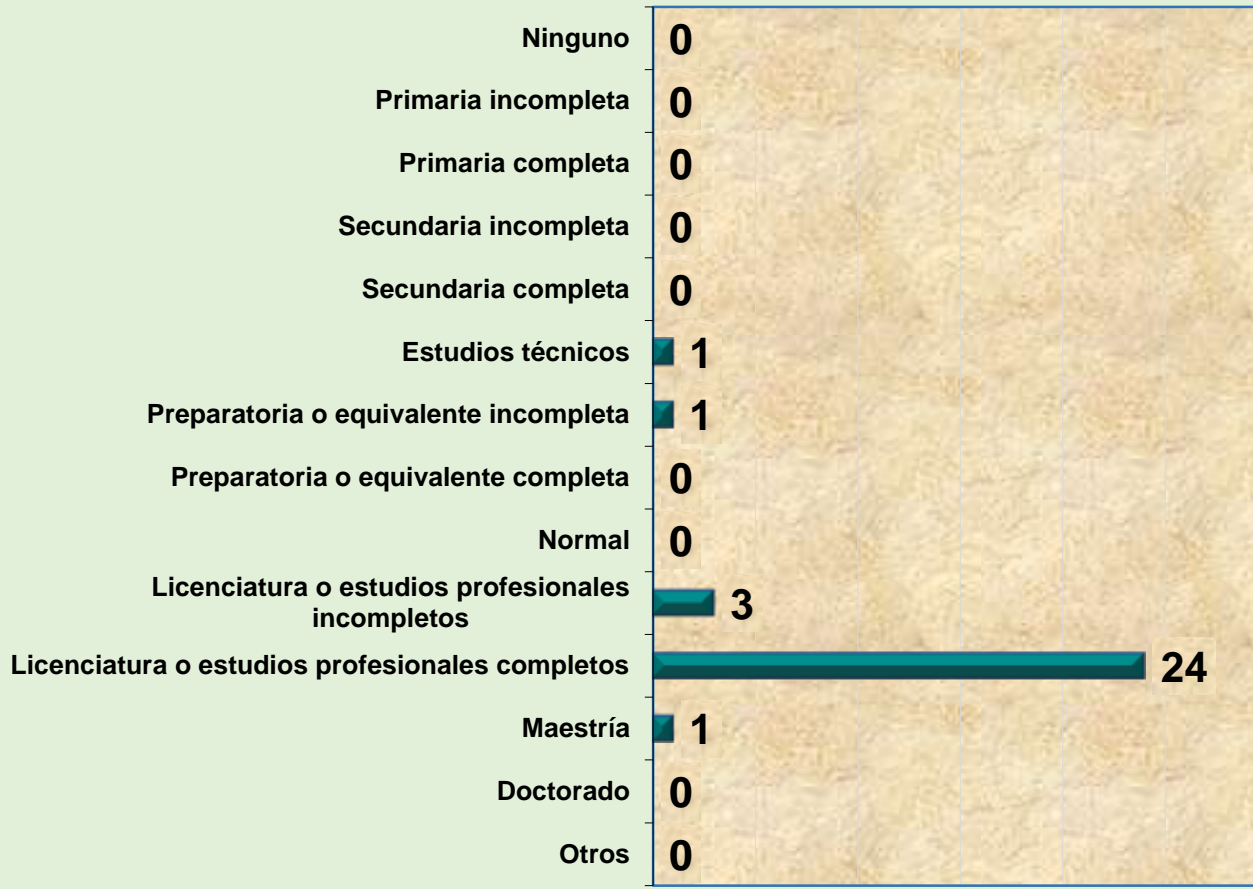 Ninguno 0
Primaria incompleta 0
Primaria completa 0
Secundaria incompleta 0
Secundaria completa 0
Estudios técnicos 1
Preparatoria o equivalente incompleta 1
Preparatoria o equivalente completa 0
Normal 0
Licenciatura o estudios profesionales
incompletos 3
Licenciatura o estudios profesionales completos 24
Maestría 1
Doctorado 0
Otros 0